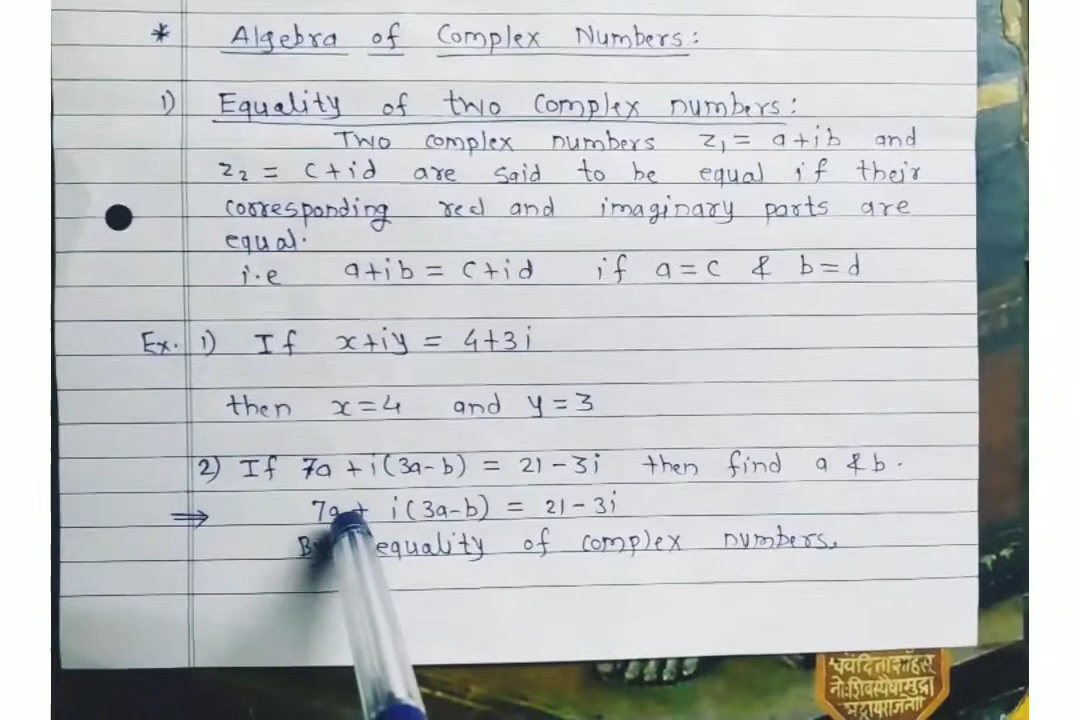 * Algebra of Complex Numbers:
1) Equality of two complex numbers:
Two complex numbers z₁ = a+ib and
z₂ = c+id are said to be equal if their
corresponding real and imaginary parts are
equal.
i.e a+ib = c+id if a=c & b=d
Ex. 1) If x+iy = 4+3i
then x=4 and y=3
2) If 7a+i(3a-b) = 21-3i then find a & b.
⇒ 7a+ i(3a-b) = 21-3i
equality of complex numbers,